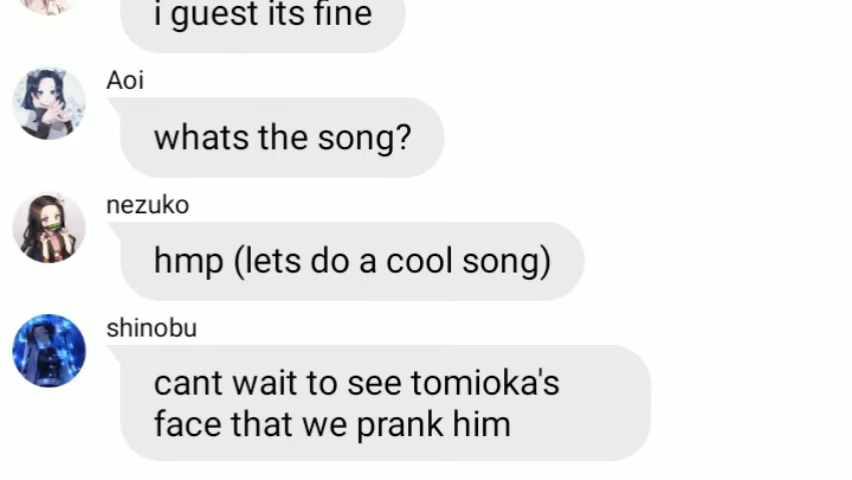 i guest its fine
Aoi
whats the song?
nezuko
hmp (lets do a cool song)
shinobu
cant wait to see tomioka's
face that we prank him